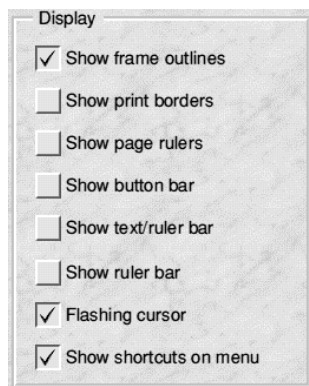 Display
Show frame outlines
Show print borders
Show page rulers
Show button bar
Show text/ruler bar
Show ruler bar
Flashing cursor
Show shortcuts on menu